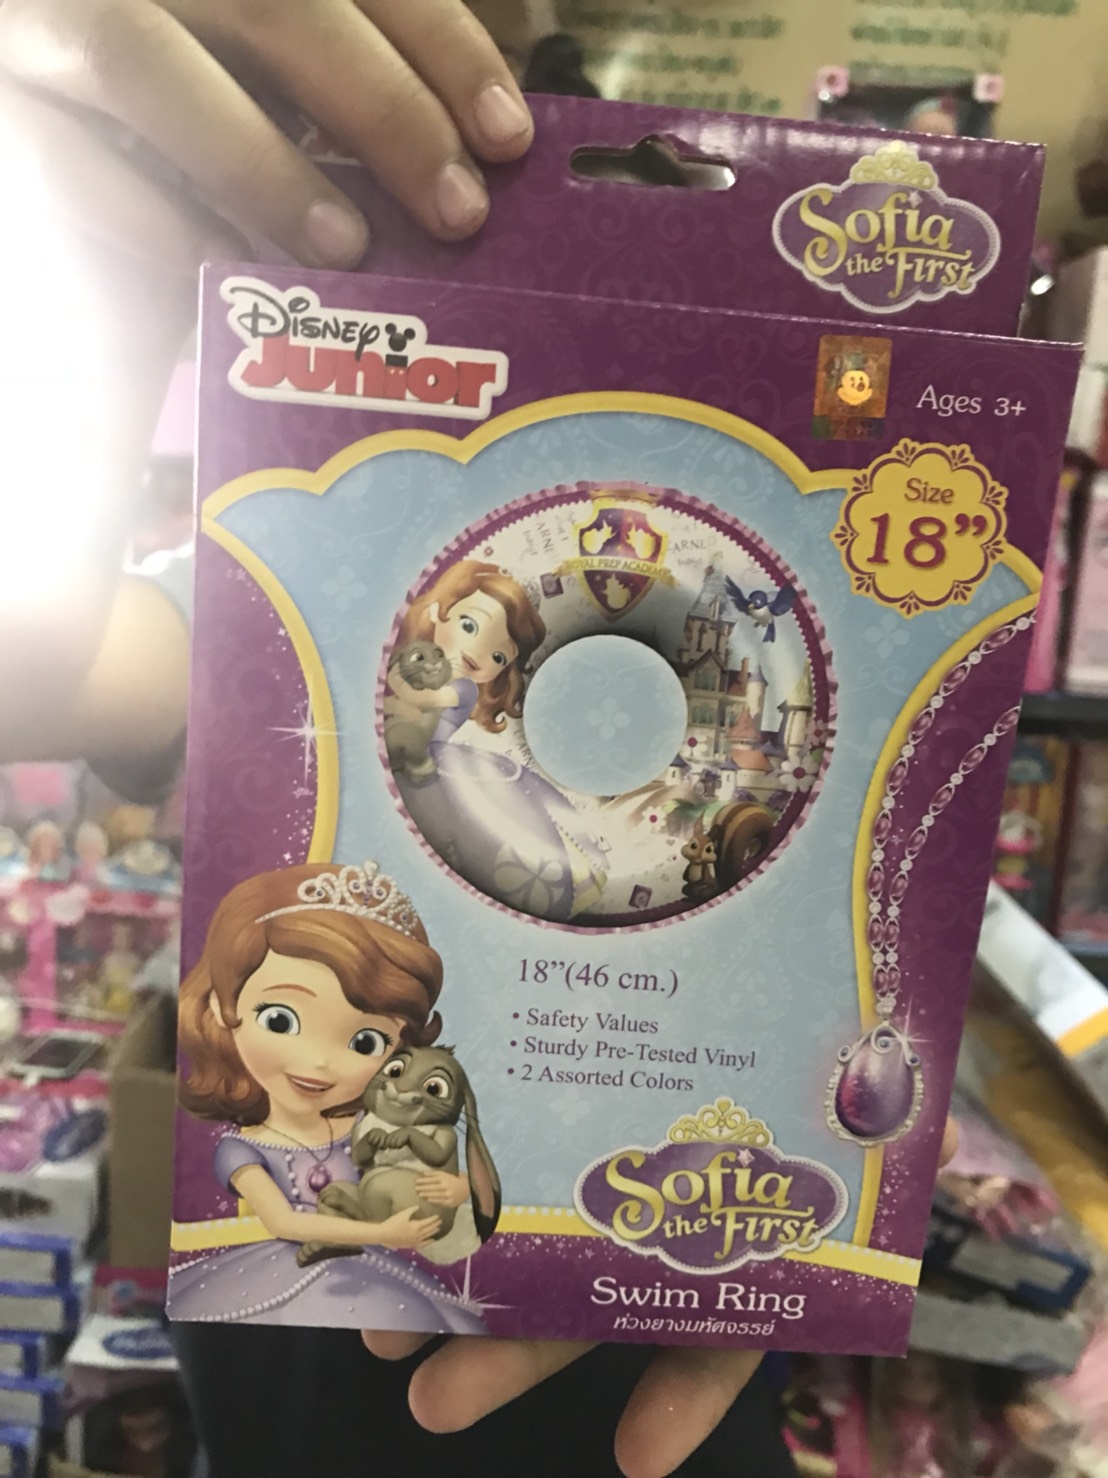 Sofia
the First
Disney
Junior
Ages 3+
Size
18”
ROYAL PREP ACADEMY
18”(46 cm.)
• Safety Values
• Sturdy Pre-Tested Vinyl
• 2 Assorted Colors
Sofia
the First
Swim Ring
ห่วงยางมหัศจรรย์